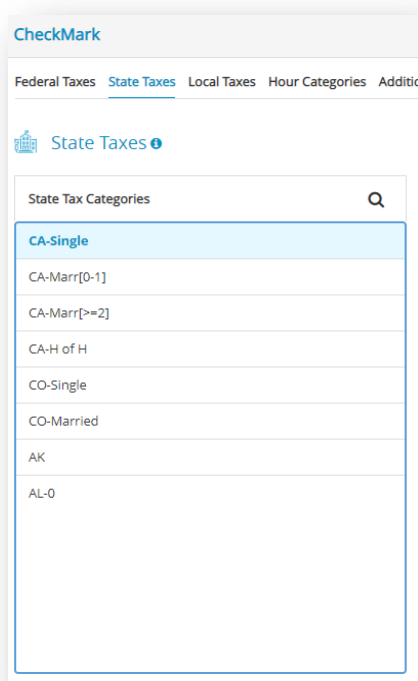 CheckMark
Federal Taxes State Taxes Local Taxes Hour Categories
State Taxes
State Tax Categories
CA-Single
CA-Marr[0-1]
CA-Marr[>=2]
CA-H of H
CO-Single
CO-Married
AK
AL-0